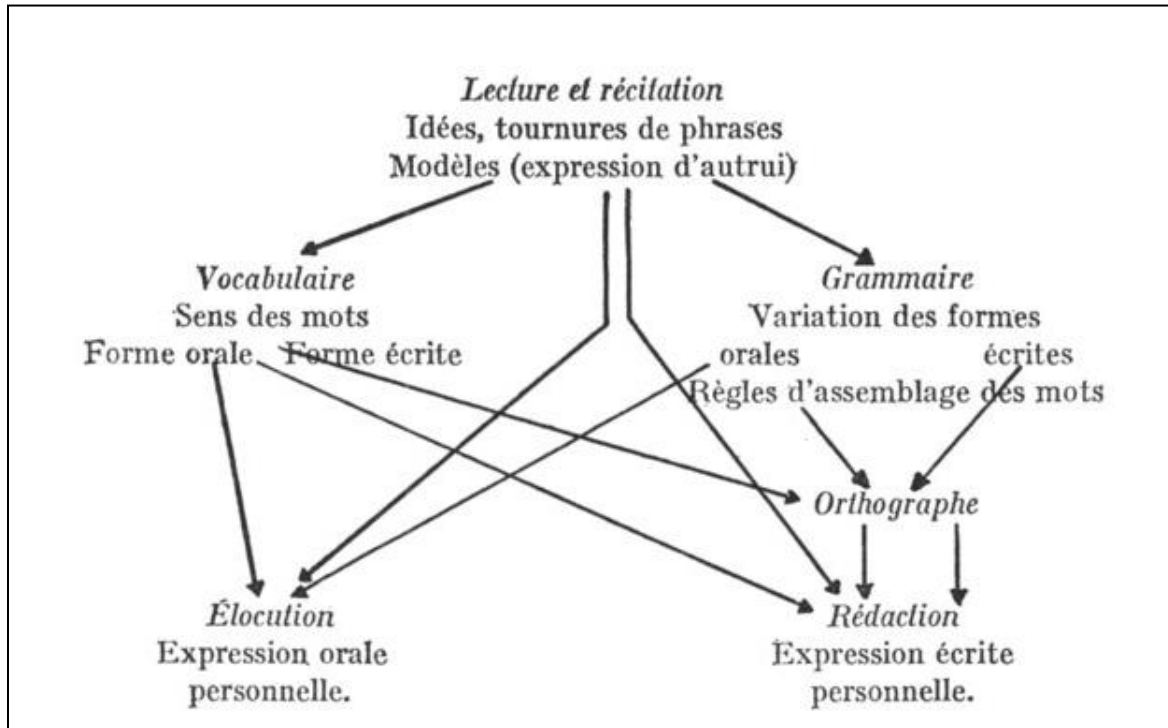 Lecture et récitation
Idées, tournures de phrases
Modèles (expression d'autrui)
Vocabulaire
Sens des mots
Forme orale Forme écrite
Grammaire
Variation des formes
orales écrites
Règles d'assemblage des mots
Orthographe
Élocution
Expression orale
personnelle.
Rédaction
Expression écrite
personnelle.